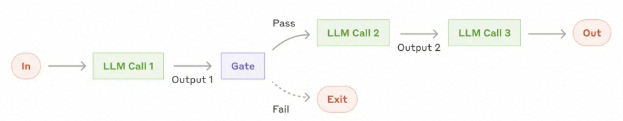 In
LLM Call 1
Output 1
Gate
Pass
Fail
LLM Call 2
Output 2
LLM Call 3
Out
Exit